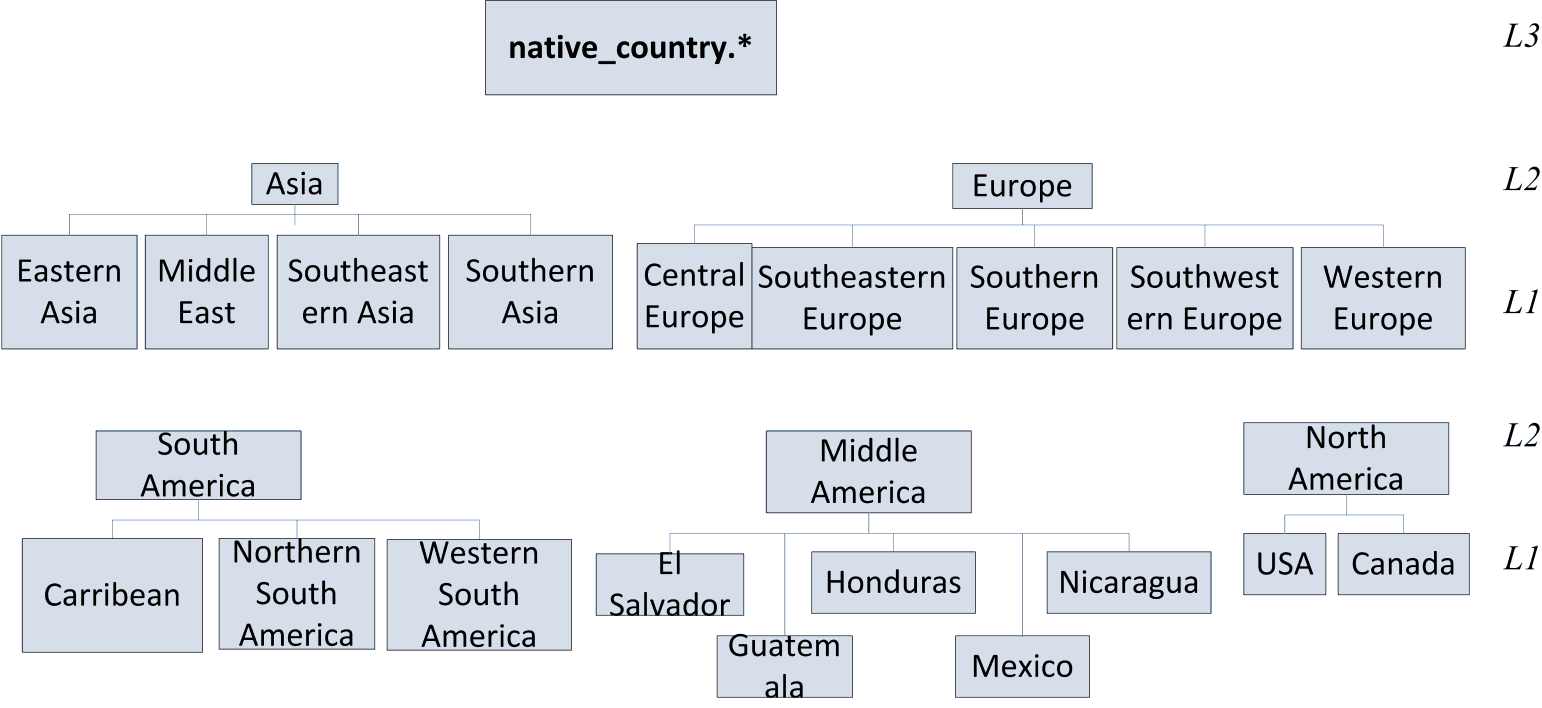 native_country.*
L3
Asia
Europe
L2
Eastern
Asia
Middle
East
Southeast
ern Asia
Southern
Asia
Central
Europe
Southeastern
Europe
Southern
Europe
Southwest
ern Europe
Western
Europe
L1
South
America
Middle
America
North
America
L2
Carribean
Northern
South
America
Western
South
America
El
Salvador
Guatem
ala
Honduras
Mexico
Nicaragua
USA
Canada
L1